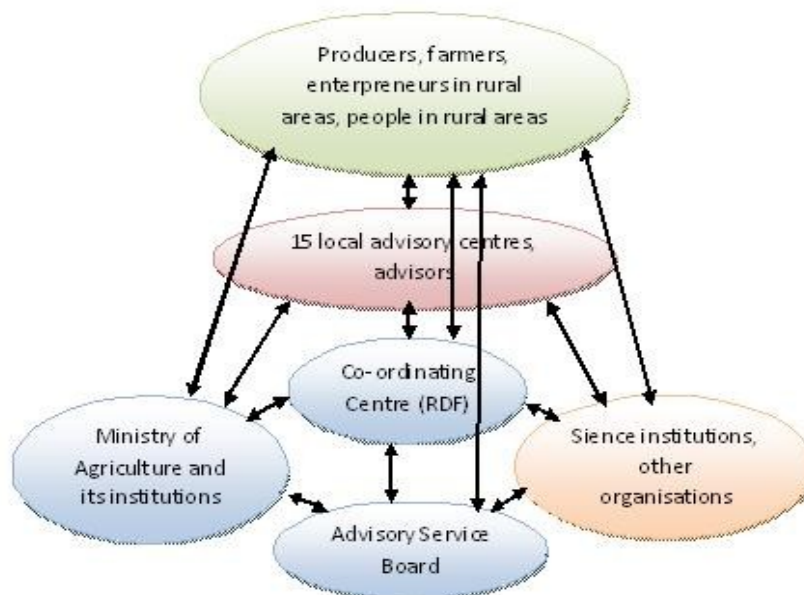 Producers, farmers,
enterpreneurs in rural
areas, people in rural areas
15 local advisory centres,
advisors
Co-ordinating
Centre (RDF)
Ministry of
Agriculture and
its institutions
Sience institutions,
other
organisations
Advisory Service
Board